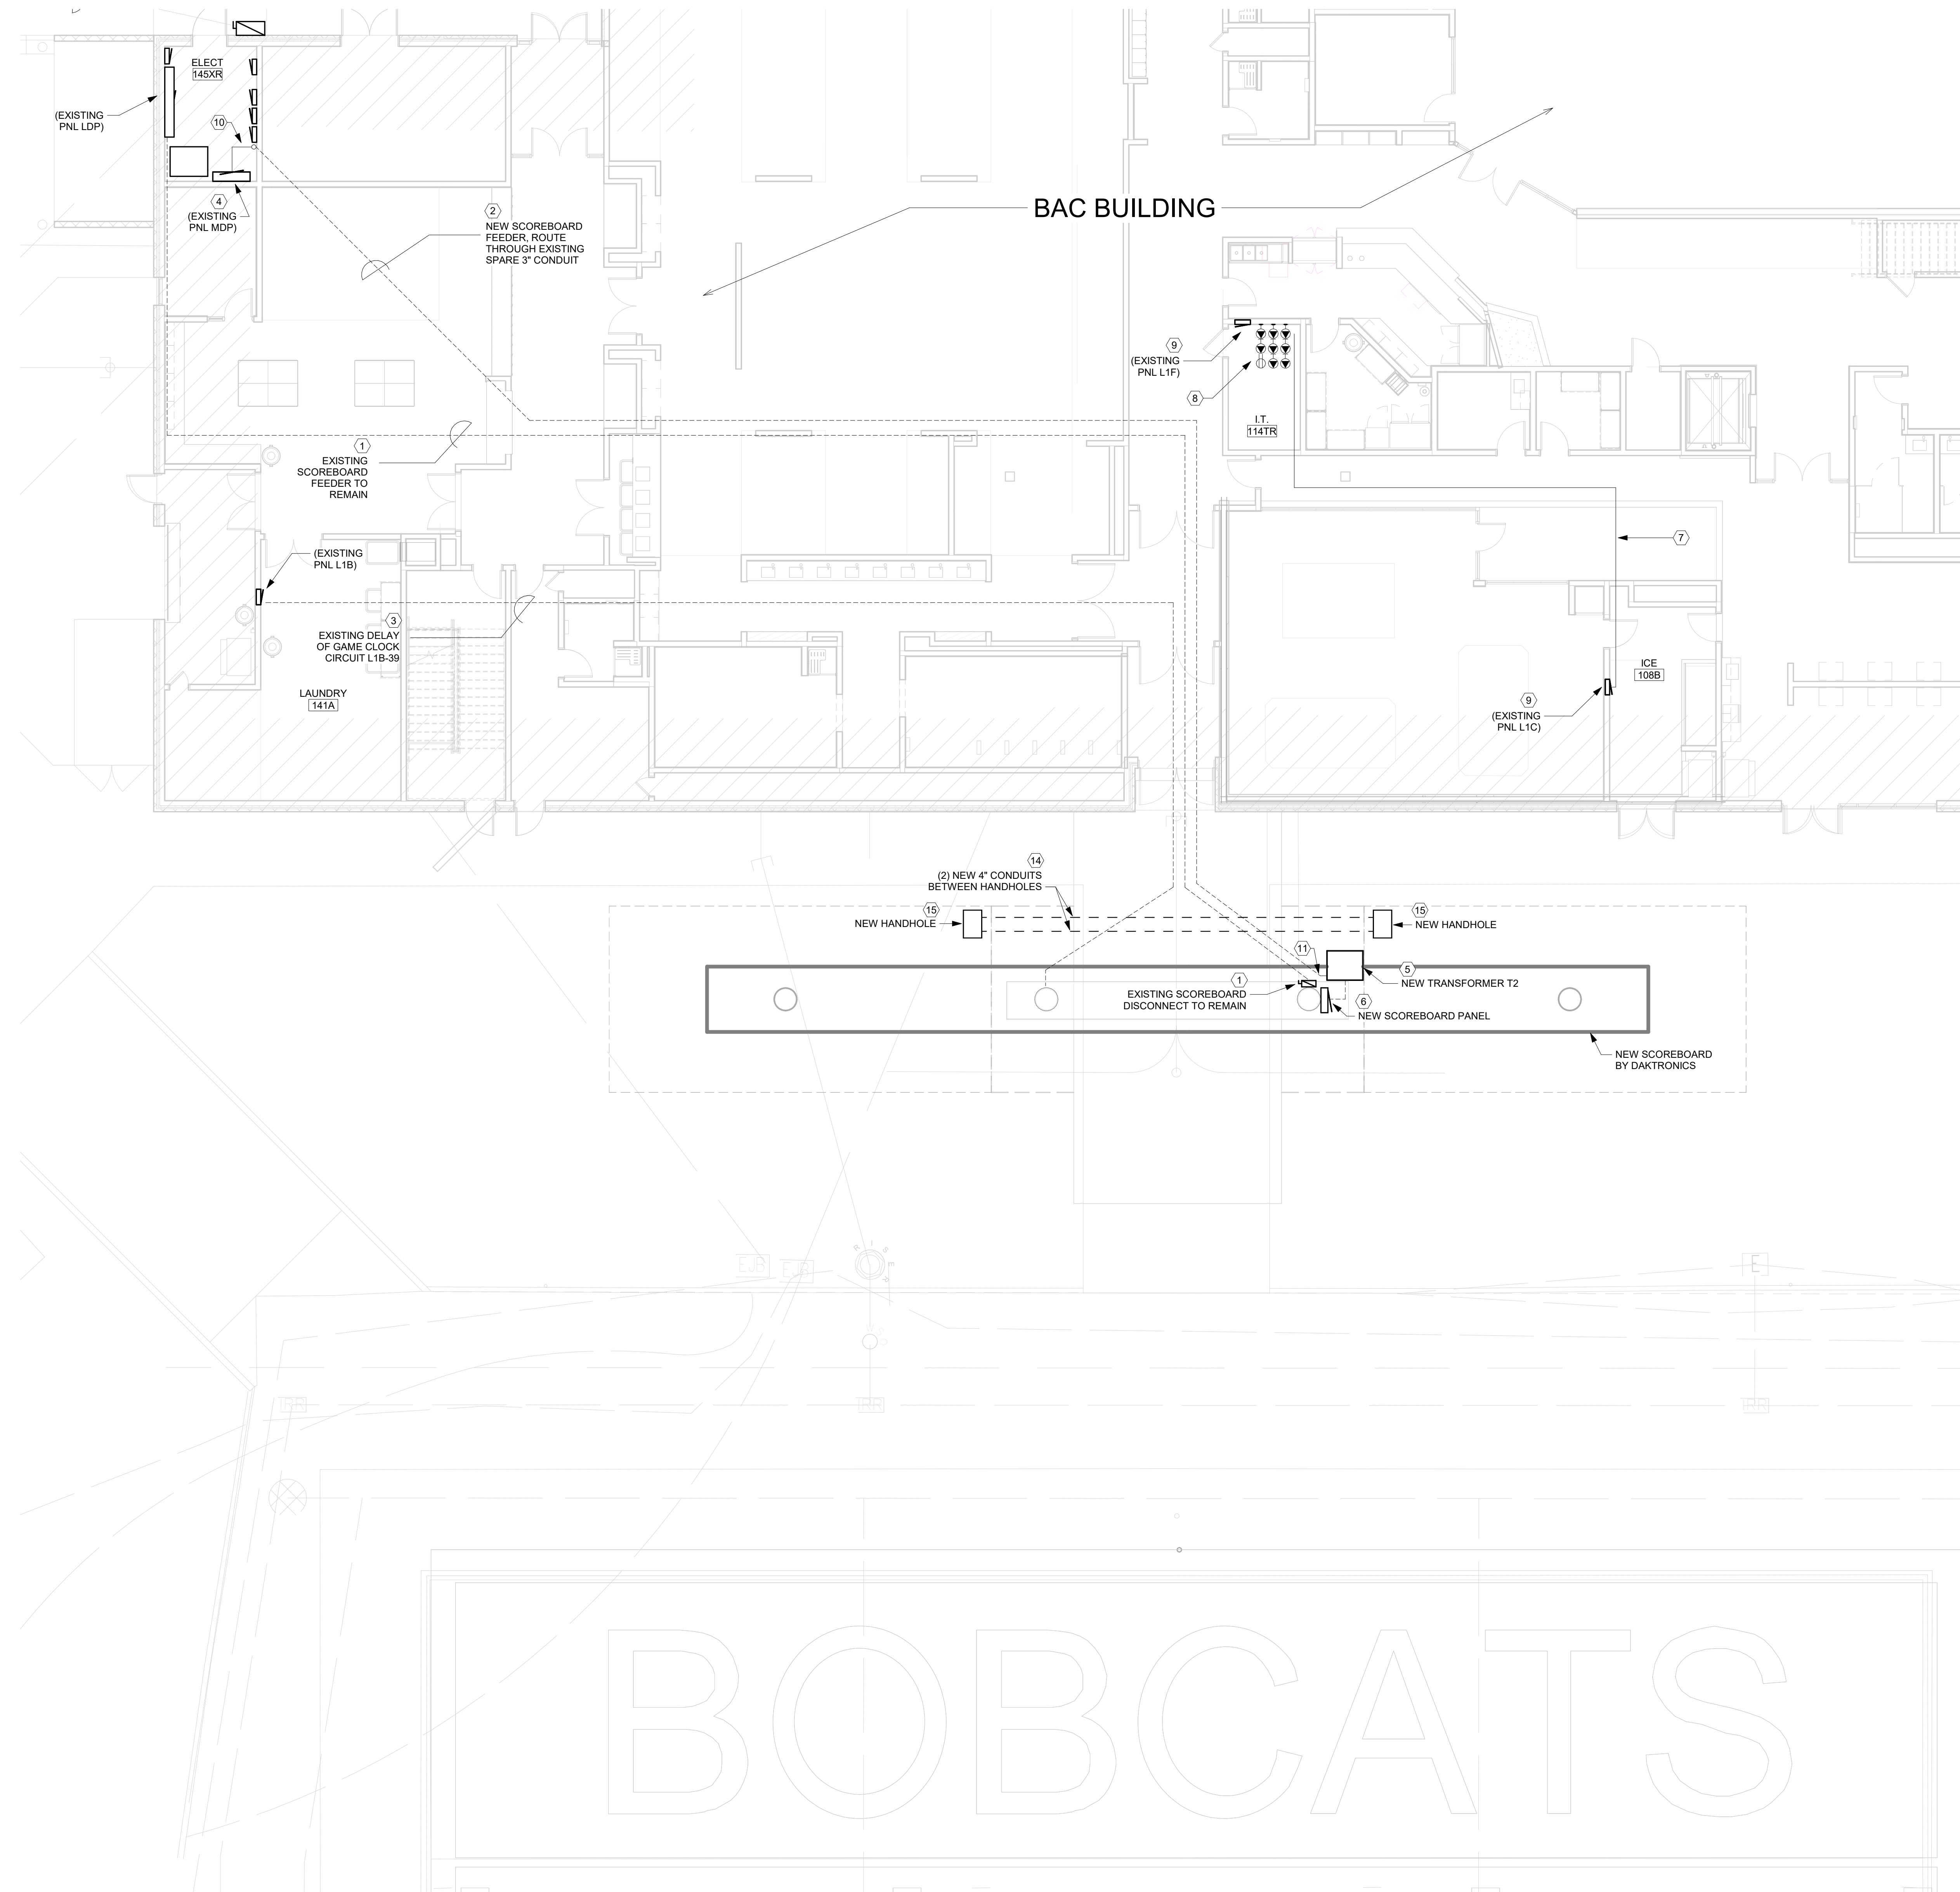 ELECT
145XR
(EXISTING
PNL LDP)
10
4
(EXISTING
PNL MDP)
2
NEW SCOREBOARD
FEEDER, ROUTE
THROUGH EXISTING
SPARE 3" CONDUIT
BAC BUILDING
9
(EXISTING
PNL L1F)
8
I.T.
114TR
1
EXISTING
SCOREBOARD
FEEDER TO
REMAIN
7
(EXISTING
PNL L1B)
3
EXISTING DELAY
OF GAME CLOCK
CIRCUIT L1B-39
LAUNDRY
141A
ICE
108B
9
(EXISTING
PNL L1C)
14
(2) NEW 4" CONDUITS
BETWEEN HANDHOLES
15
NEW HANDHOLE
15
NEW HANDHOLE
11
5
NEW TRANSFORMER T2
1
EXISTING SCOREBOARD
DISCONNECT TO REMAIN
6
NEW SCOREBOARD PANEL
NEW SCOREBOARD
BY DAKTRONICS
E
BOBCATS